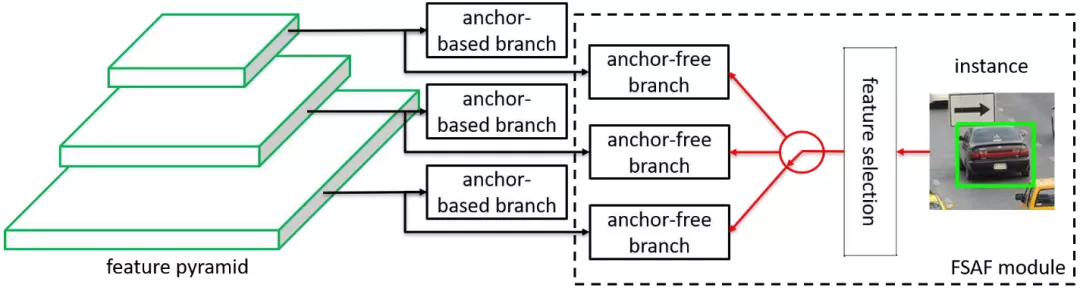 anchor-
based branch
anchor-free
branch
anchor-
based branch
anchor-free
branch
anchor-
based branch
anchor-free
branch
feature selection
instance
feature pyramid
FSAF module